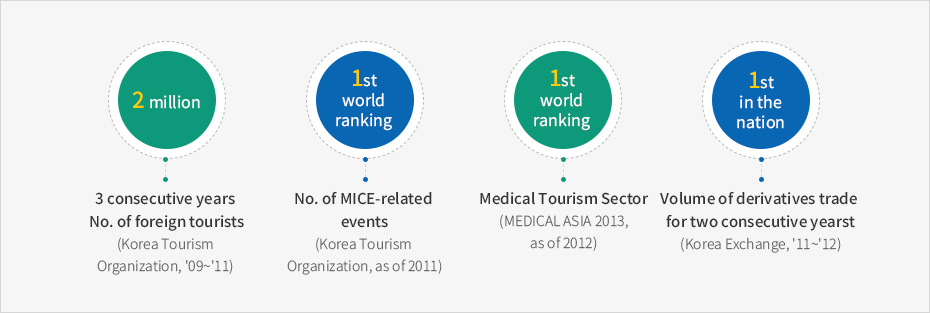 2 million
3 consecutive years
No. of foreign tourists
(Korea Tourism
Organization, '09~'11)
1st
world
ranking
No. of MICE-related
events
(Korea Tourism
Organization, as of 2011)
1st
world
ranking
Medical Tourism Sector
(MEDICAL ASIA 2013,
as of 2012)
1st
in the
nation
Volume of derivatives trade
for two consecutive yearst
(Korea Exchange, '11~'12)